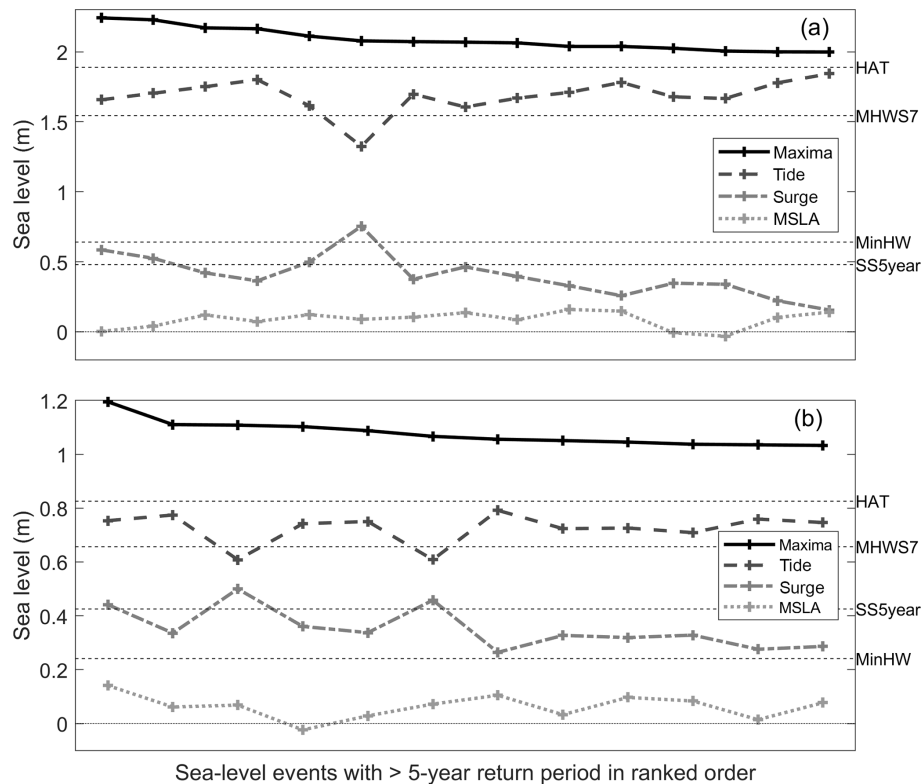 (a)
2
HAT
MHWS7
1.5
Sea level (m)
Maxima
Tide
Surge
MSLA
1
MinHW
0.5
SS5year
0
1.2
(b)
1
HAT
0.8
MHWS7
Sea level (m)
Maxima
Tide
Surge
MSLA
0.6
SS5year
0.4
MinHW
0.2
0
Sea-level events with > 5-year return period in ranked order